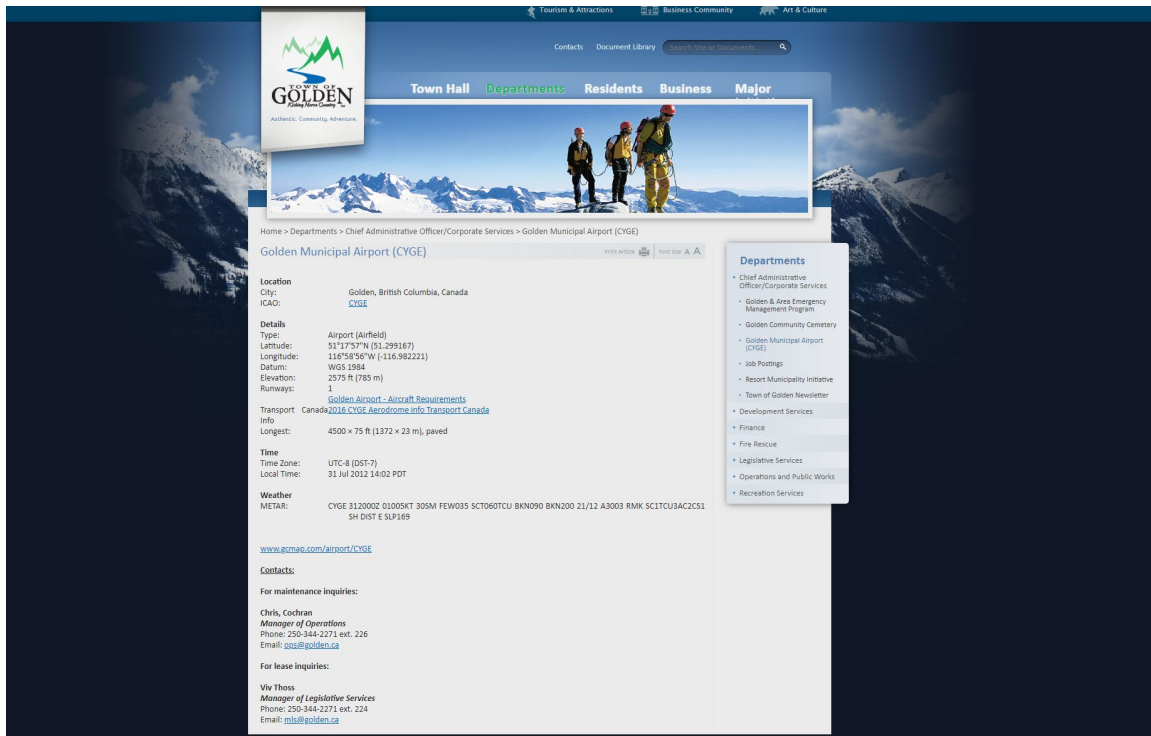 Tourism & Attractions Business Community Art & Culture
Contacts Document Library Search Site or Documents...
TOWN OF
GOLDEN
Kicking Horse Country ™
Authentic. Community. Adventure.
Town Hall Departments Residents Business Major
Home > Departments > Chief Administrative Officer/Corporate Services > Golden Municipal Airport (CYGE)
Golden Municipal Airport (CYGE)
Print Article Font Size A A
Location
City: Golden, British Columbia, Canada
ICAO: CYGE
Details
Type: Airport (Airfield)
Latitude: 51°17'57"N (51.299167)
Longitude: 116°58'56"W (-116.982221)
Datum: WGS 1984
Elevation: 2575 ft (785 m)
Runways: 1
Golden Airport - Aircraft Requirements
Transport Canada 2016 CYGE Aerodrome Info Transport Canada
Info
Longest: 4500 × 75 ft (1372 × 23 m), paved
Time
Time Zone: UTC-8 (DST-7)
Local Time: 31 Jul 2012 14:02 PDT
Weather
METAR: CYGE 312000Z 01005KT 30SM FEW035 SCT060TCU BKN090 BKN200 21/12 A3003 RMK SC1TCU3AC2CS1
SH DIST E SLP169
www.gcmap.com/airport/CYGE
Contacts:
For maintenance inquiries:
Chris, Cochran
Manager of Operations
Phone: 250-344-2271 ext. 226
Email: ops@golden.ca
For lease inquiries:
Viv Thoss
Manager of Legislative Services
Phone: 250-344-2271 ext. 224
Email: mls@golden.ca
Departments
Chief Administrative
Officer/Corporate Services
Golden & Area Emergency
Management Program
Golden Community Cemetery
Golden Municipal Airport
(CYGE)
Job Postings
Resort Municipality Initiative
Town of Golden Newsletter
Development Services
Finance
Fire Rescue
Legislative Services
Operations and Public Works
Recreation Services